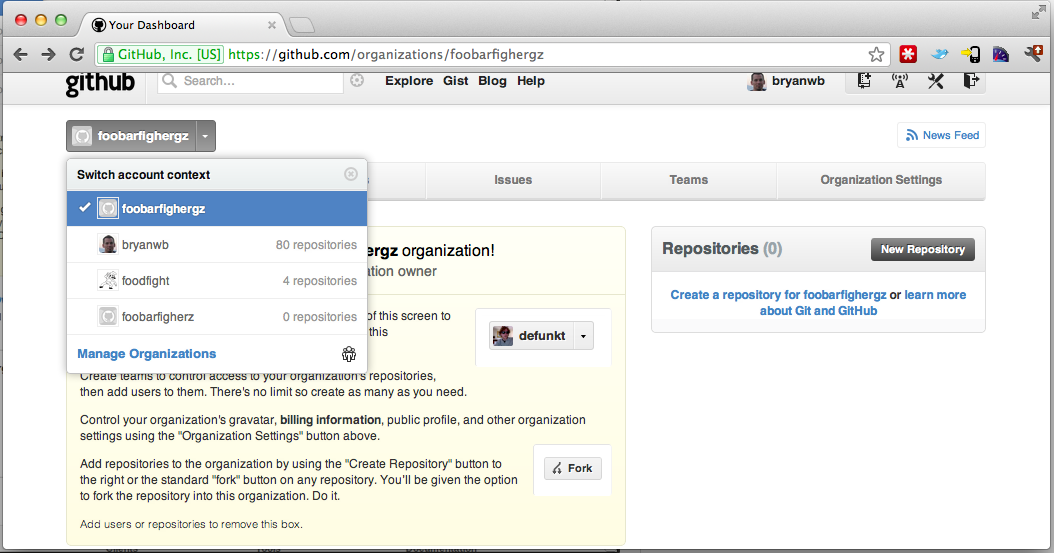 Your Dashboard
GitHub, Inc. [US] https://github.com/organizations/foobarfighergz
github Search... Explore Gist Blog Help bryanwb
foobarfighergz News Feed
Switch account context
Issues Teams Organization Settings
foobarfighergz
bryanwb 80 repositories
foodfight 4 repositories
foobarfigherz 0 repositories
Manage Organizations
ergz organization!
ation owner
of this screen to
this
defunkt
Create teams to control access to your organization's repositories,
then add users to them. There's no limit so create as many as you need.
Control your organization's gravatar, billing information, public profile, and other organization
settings using the "Organization Settings" button above.
Add repositories to the organization by using the "Create Repository" button to
the right or the standard "fork" button on any repository. You'll be given the option
to fork the repository into this organization. Do it.
Fork
Add users or repositories to remove this box.
Repositories (0) New Repository
Create a repository for foobarfighergz or learn more
about Git and GitHub